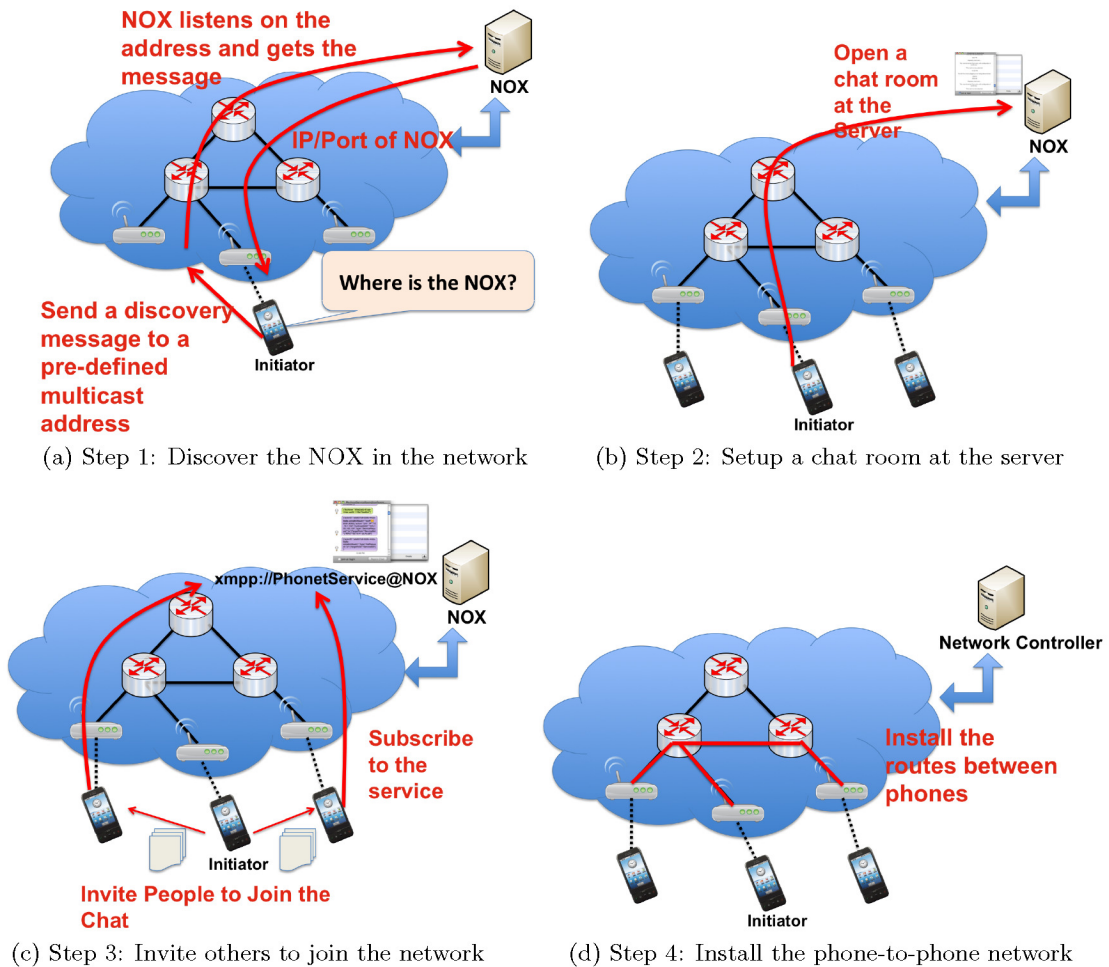 NOX listens on the
address and gets the
message
NOX
IP/Port of NOX
Where is the NOX?
Send a discovery
message to a
pre-defined
multicast
address
Initiator
(a) Step 1: Discover the NOX in the network
Open a
chat room
at the
Server
NOX
Initiator
(b) Step 2: Setup a chat room at the server
xmpp://PhonetService@NOX
NOX
Subscribe
to the
service
Initiator
Invite People to Join the
Chat
(c) Step 3: Invite others to join the network
Network Controller
Install the
routes between
phones
Initiator
(d) Step 4: Install the phone-to-phone network